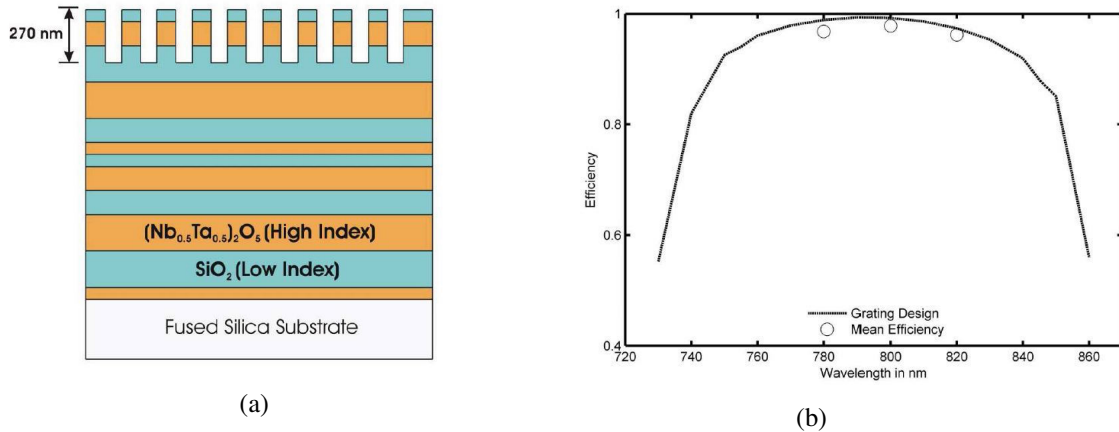 270 nm
(Nb0.5Ta0.5)2O5 (High Index)
SiO2 (Low Index)
Fused Silica Substrate
(a)
1
0.8
0.6
0.4
Efficiency
720 740 760 780 800 820 840 860
Wavelength in nm
Grating Design
Mean Efficiency
(b)